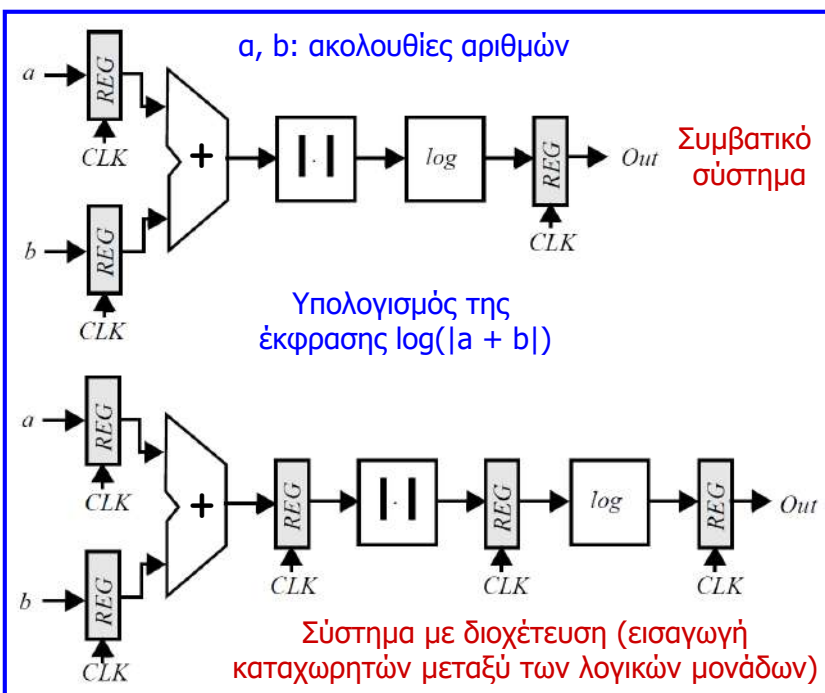 α, b: ακολουθίες αριθμών
a
REG
CLK
b
REG
CLK
+
| · |
log
REG
CLK
Out
Συμβατικό
σύστημα
Υπολογισμός της
έκφρασης log(|a + b|)
a
REG
CLK
b
REG
CLK
+
REG
CLK
| · |
REG
CLK
log
REG
CLK
Out
Σύστημα με διοχέτευση (εισαγωγή
καταχωρητών μεταξύ των λογικών μονάδων)